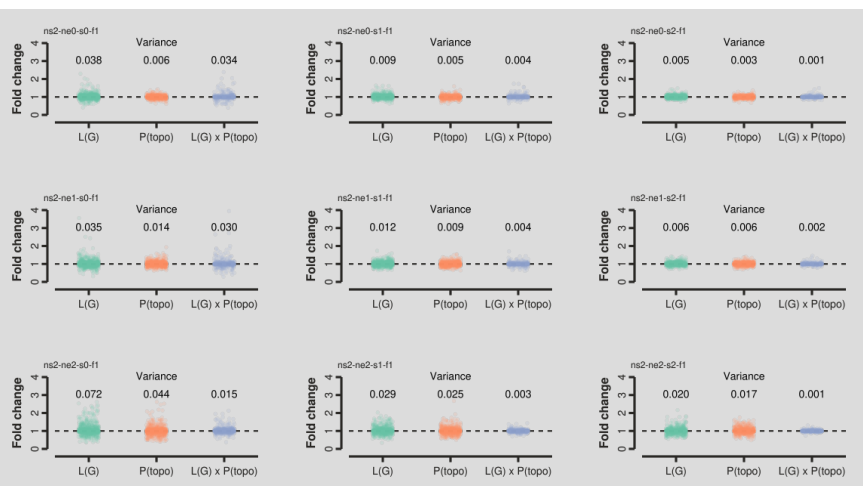 ns2-ne0-s0-f1
Variance
0.038 0.006 0.034
Fold change
0 1 2 3 4
L(G) P(topo) L(G) x P(topo)
ns2-ne0-s1-f1
Variance
0.009 0.005 0.004
Fold change
0 1 2 3 4
L(G) P(topo) L(G) x P(topo)
ns2-ne0-s2-f1
Variance
0.005 0.003 0.001
Fold change
0 1 2 3 4
L(G) P(topo) L(G) x P(topo)
ns2-ne1-s0-f1
Variance
0.035 0.014 0.030
Fold change
0 1 2 3 4
L(G) P(topo) L(G) x P(topo)
ns2-ne1-s1-f1
Variance
0.012 0.009 0.004
Fold change
0 1 2 3 4
L(G) P(topo) L(G) x P(topo)
ns2-ne1-s2-f1
Variance
0.006 0.006 0.002
Fold change
0 1 2 3 4
L(G) P(topo) L(G) x P(topo)
ns2-ne2-s0-f1
Variance
0.072 0.044 0.015
Fold change
0 1 2 3 4
L(G) P(topo) L(G) x P(topo)
ns2-ne2-s1-f1
Variance
0.029 0.025 0.003
Fold change
0 1 2 3 4
L(G) P(topo) L(G) x P(topo)
ns2-ne2-s2-f1
Variance
0.020 0.017 0.001
Fold change
0 1 2 3 4
L(G) P(topo) L(G) x P(topo)